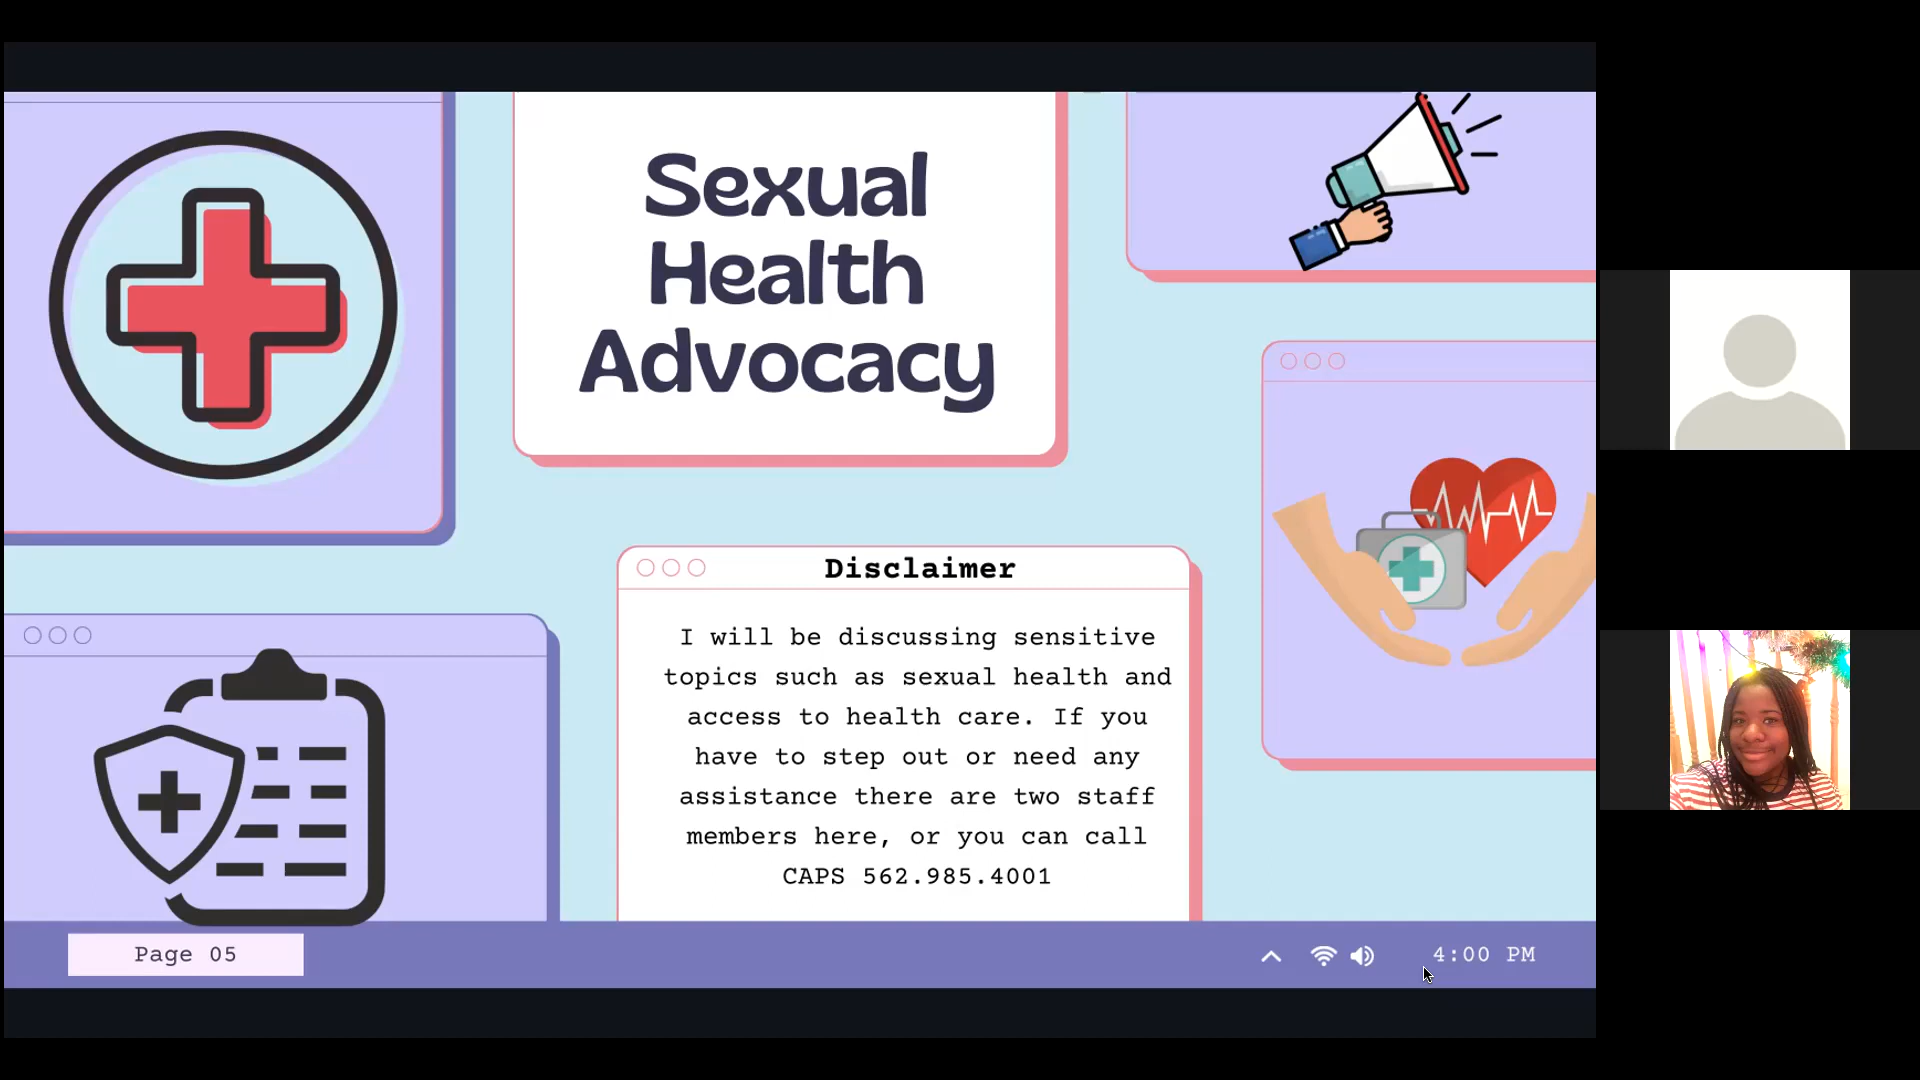 Sexual
Health
Advocacy
Disclaimer
I will be discussing sensitive
topics such as sexual health and
access to health care. If you
have to step out or need any
assistance there are two staff
members here, or you can call
CAPS 562.985.4001
Page 05
4:00 PM